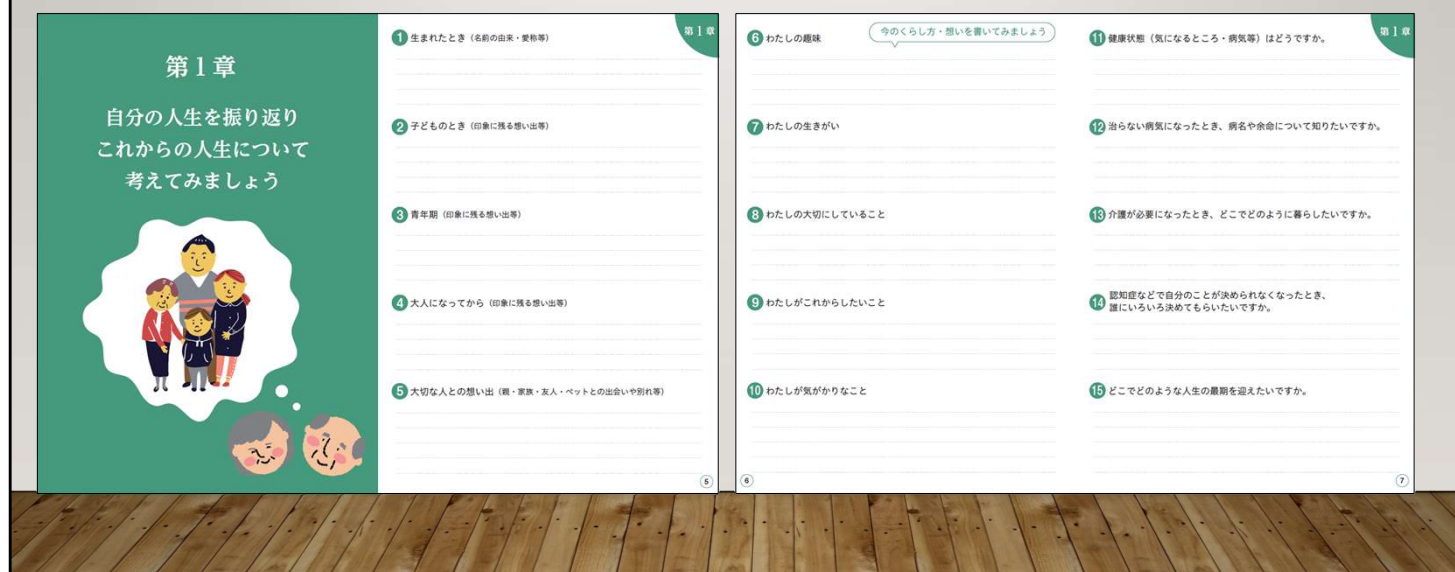 第1章
自分の人生を振り返り
これからの人生について
考えてみましょう
第1章
1 生まれたとき（名前の由来・愛称等）
2 子どものとき（印象に残る想い出等）
3 青年期（印象に残る想い出等）
4 大人になってから（印象に残る想い出等）
5 大切な人との想い出（親・家族・友人・ペットとの出会いや別れ等）
5
今のくらし方・想いを書いてみましょう
6 わたしの趣味
7 わたしの生きがい
8 わたしの大切にしていること
9 わたしがこれからしたいこと
10 わたしが気がかりなこと
6
第1章
11 健康状態（気になるところ・病気等）はどうですか。
12 治らない病気になったとき、病名や余命について知りたいですか。
13 介護が必要になったとき、どこでどのように暮らしたいですか。
14 認知症などで自分のことが決められなくなったとき、
誰にいろいろ決めてもらいたいですか。
15 どこでどのような人生の最期を迎えたいですか。
7